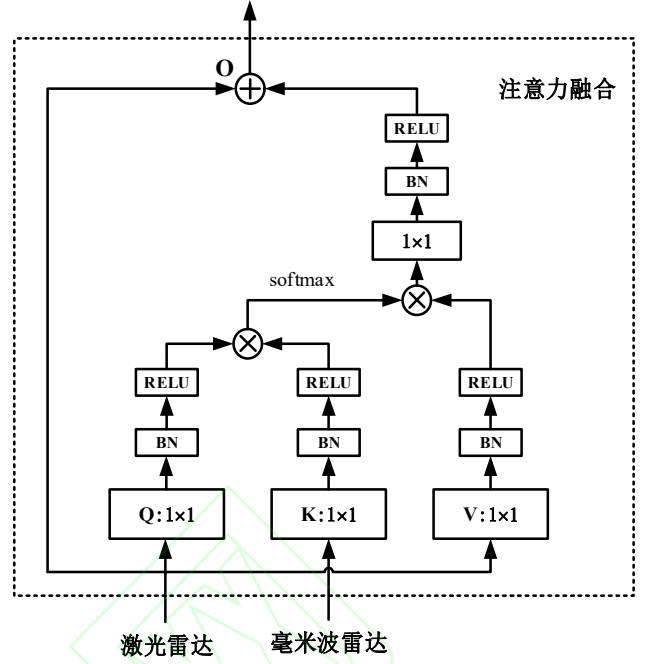 O
注意力融合
RELU
BN
1×1
softmax
RELU RELU RELU
BN BN BN
Q:1×1 K:1×1 V:1×1
激光雷达 毫米波雷达